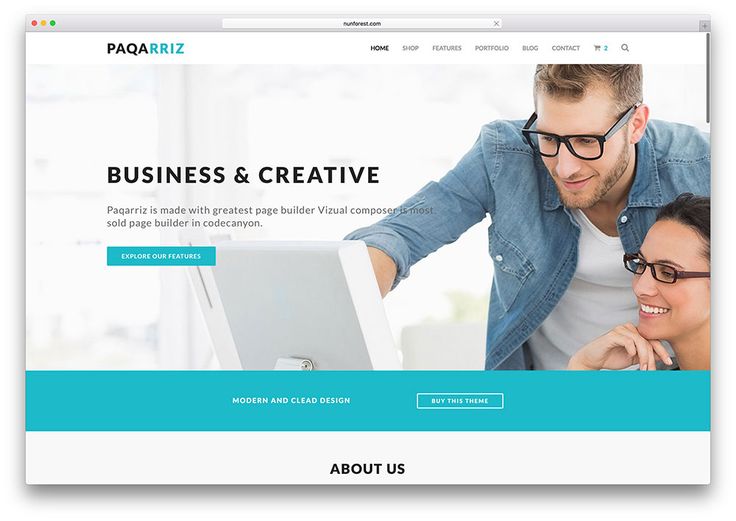 nunforest.com
PAQARRIZ
HOME SHOP FEATURES PORTFOLIO BLOG CONTACT 2
BUSINESS & CREATIVE
Paqarriz is made with greatest page builder Vizual composer is most
sold page builder in codecanyon.
EXPLORE OUR FEATURES
MODERN AND CLEAD DESIGN
BUY THIS THEME
ABOUT US